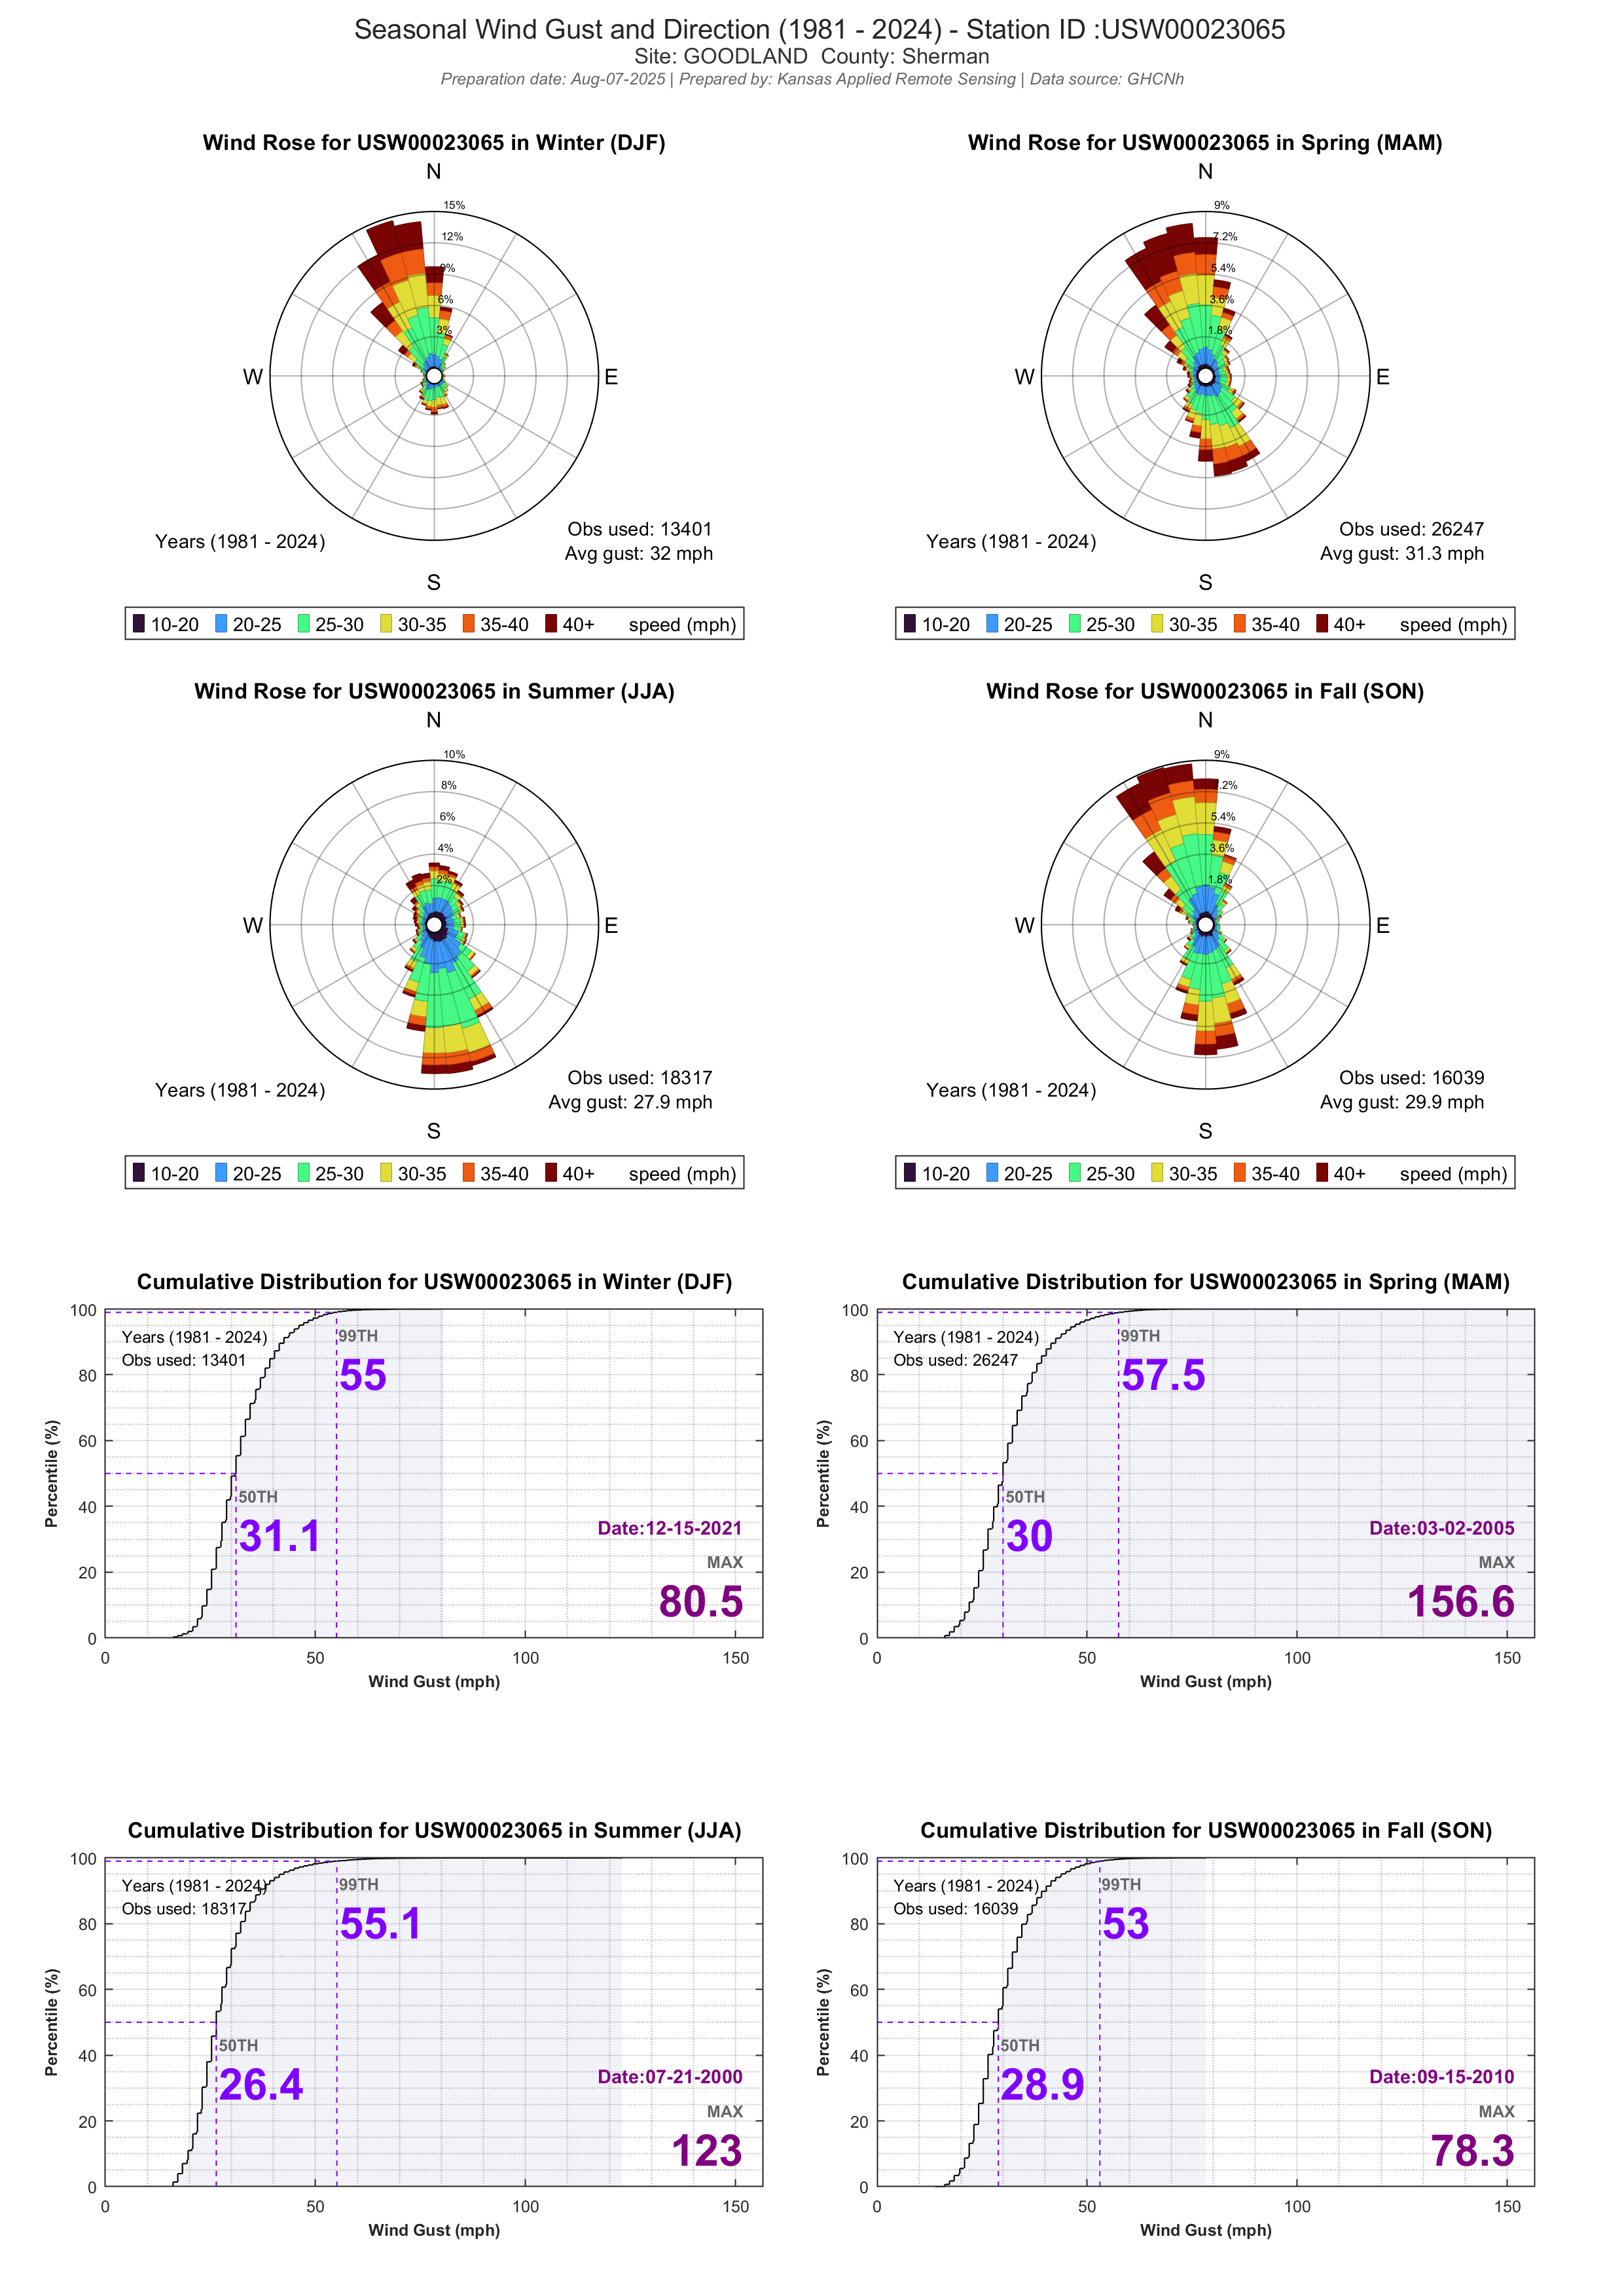 Seasonal Wind Gust and Direction (1981 - 2024) - Station ID :USW00023065
Site: GOODLAND  County: Sherman
Preparation date: Aug-07-2025 | Prepared by: Kansas Applied Remote Sensing | Data source: GHCNh
Wind Rose for USW00023065 in Winter (DJF)
N
15%
12%
9%
6%
3%
W
E
S
Years (1981 - 2024)
Obs used: 13401
Avg gust: 32 mph
10-20 20-25 25-30 30-35 35-40 40+ speed (mph)
Wind Rose for USW00023065 in Spring (MAM)
N
9%
7.2%
5.4%
3.6%
1.8%
W
E
S
Years (1981 - 2024)
Obs used: 26247
Avg gust: 31.3 mph
10-20 20-25 25-30 30-35 35-40 40+ speed (mph)
Wind Rose for USW00023065 in Summer (JJA)
N
10%
8%
6%
4%
2%
W
E
S
Years (1981 - 2024)
Obs used: 18317
Avg gust: 27.9 mph
10-20 20-25 25-30 30-35 35-40 40+ speed (mph)
Wind Rose for USW00023065 in Fall (SON)
N
9%
.2%
5.4%
3.6%
1.8%
W
E
S
Years (1981 - 2024)
Obs used: 16039
Avg gust: 29.9 mph
10-20 20-25 25-30 30-35 35-40 40+ speed (mph)
Cumulative Distribution for USW00023065 in Winter (DJF)
Percentile (%)
100
80
60
40
20
0
Years (1981 - 2024)
Obs used: 13401
99TH
55
50TH
31.1
Date:12-15-2021
MAX
80.5
0 50 100 150
Wind Gust (mph)
Cumulative Distribution for USW00023065 in Spring (MAM)
Percentile (%)
100
80
60
40
20
0
Years (1981 - 2024)
Obs used: 26247
99TH
57.5
50TH
30
Date:03-02-2005
MAX
156.6
0 50 100 150
Wind Gust (mph)
Cumulative Distribution for USW00023065 in Summer (JJA)
Percentile (%)
100
80
60
40
20
0
Years (1981 - 2024)
Obs used: 18317
99TH
55.1
50TH
26.4
Date:07-21-2000
MAX
123
0 50 100 150
Wind Gust (mph)
Cumulative Distribution for USW00023065 in Fall (SON)
Percentile (%)
100
80
60
40
20
0
Years (1981 - 2024)
Obs used: 16039
99TH
53
50TH
28.9
Date:09-15-2010
MAX
78.3
0 50 100 150
Wind Gust (mph)